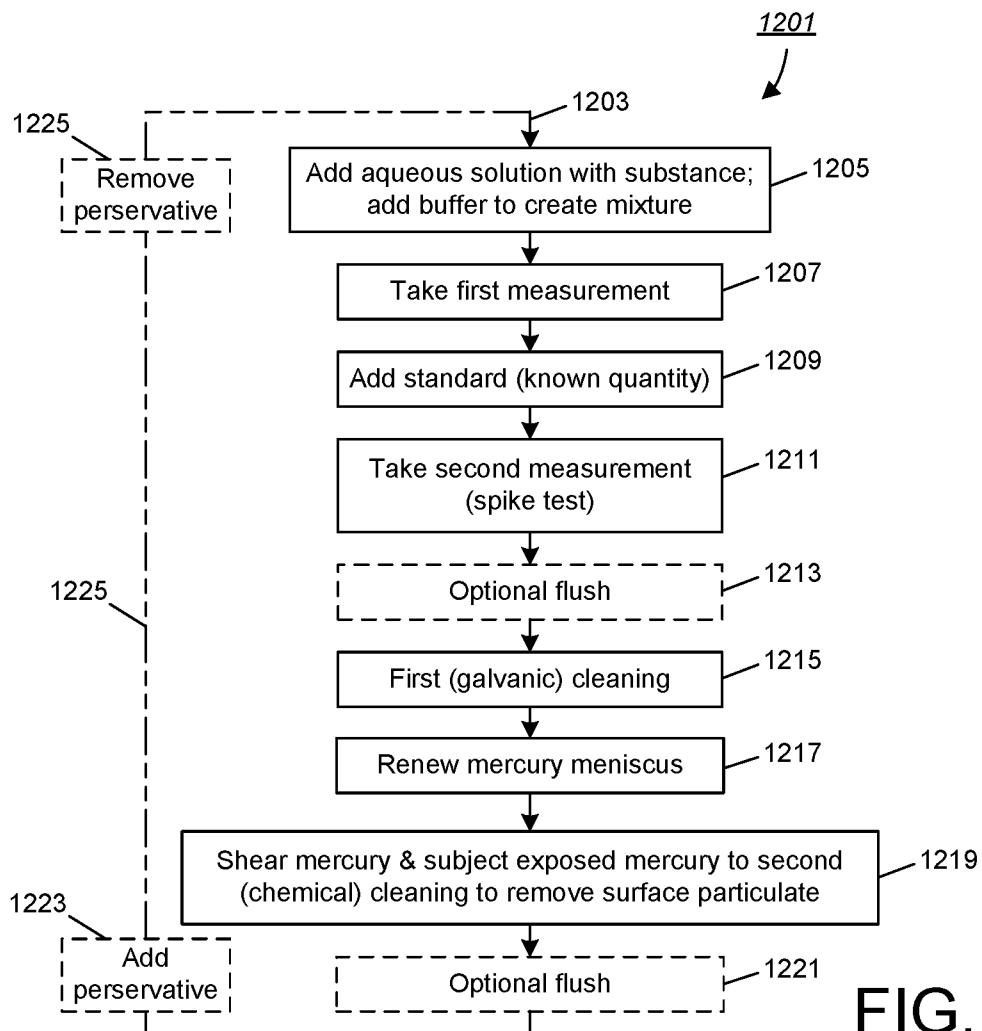 1201
1203
1225
Remove
perservative
Add aqueous solution with substance;
add buffer to create mixture
1205
Take first measurement
1207
Add standard (known quantity)
1209
Take second measurement
(spike test)
1211
Optional flush
1213
1225
First (galvanic) cleaning
1215
Renew mercury meniscus
1217
Shear mercury & subject exposed mercury to second
(chemical) cleaning to remove surface particulate
1219
1223
Add
perservative
Optional flush
1221
FIG.